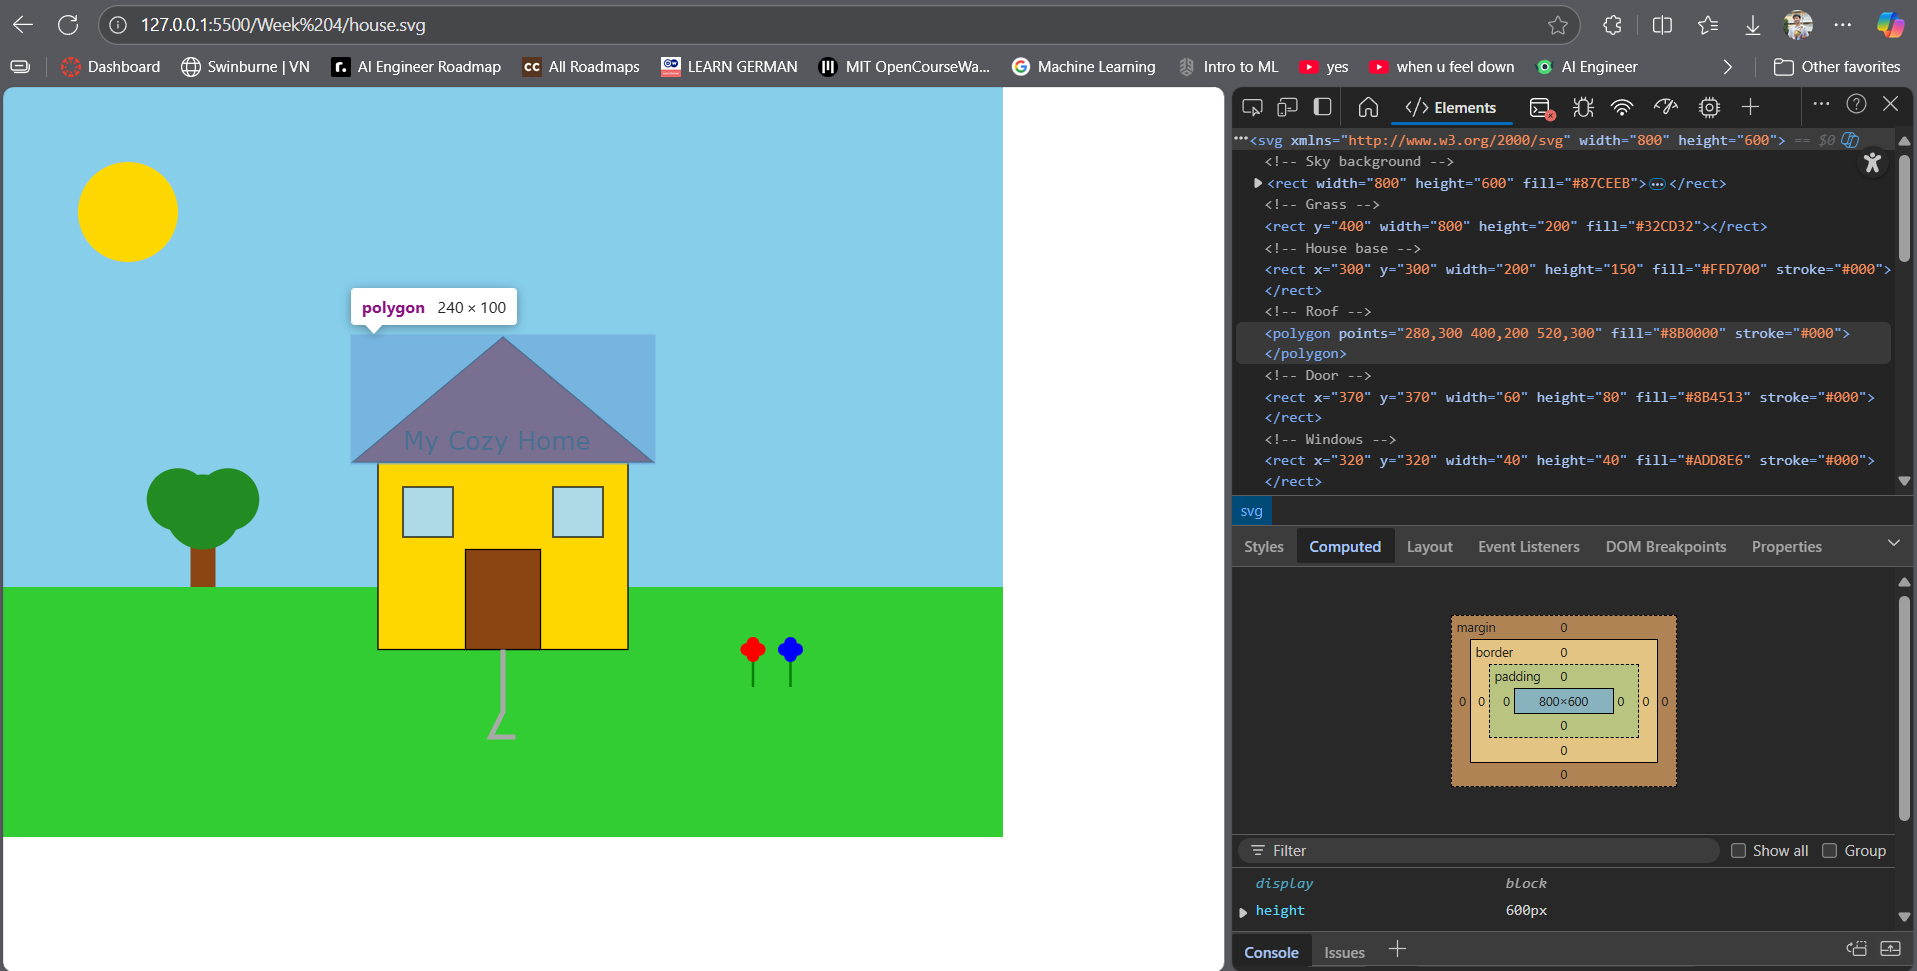 127.0.0.1:5500/Week%204/house.svg
Dashboard
Swinburne | VN
r. AI Engineer Roadmap
CC All Roadmaps
LEARN GERMAN
MIT OpenCourseWa...
G Machine Learning
Intro to ML
yes
when u feel down
AI Engineer
Other favorites
polygon 240 × 100
My Cozy Home
</> Elements
<svg xmlns="http://www.w3.org/2000/svg" width="800" height="600"> == $0
<!-- Sky background -->
<rect width="800" height="600" fill="#87CEEB">…</rect>
<!-- Grass -->
<rect y="400" width="800" height="200" fill="#32CD32"></rect>
<!-- House base -->
<rect x="300" y="300" width="200" height="150" fill="#FFD700" stroke="#000">
</rect>
<!-- Roof -->
<polygon points="280,300 400,200 520,300" fill="#8B0000" stroke="#000">
</polygon>
<!-- Door -->
<rect x="370" y="370" width="60" height="80" fill="#8B4513" stroke="#000">
</rect>
<!-- Windows -->
<rect x="320" y="320" width="40" height="40" fill="#ADD8E6" stroke="#000">
</rect>
svg
Styles Computed Layout Event Listeners DOM Breakpoints Properties
margin 0
border 0
padding 0
0 0 0 800×600 0 0 0
0
0
0
Filter Show all Group
display block
height 600px
Console Issues